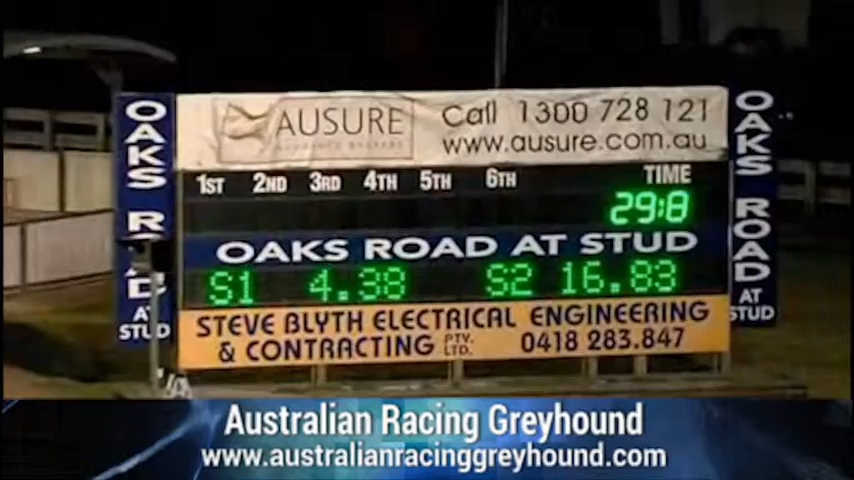 AUSURE
Call 1300 728 121
www.ausure.com.au
OAKS ROAD AT STUD
1ST 2ND 3RD 4TH 5TH 6TH TIME
29:8
OAKS ROAD AT STUD
S1 4.38 S2 16.83
STEVE BLYTH ELECTRICAL ENGINEERING
& CONTRACTING PTY. LTD. 0418 283.847
OAKS ROAD AT STUD
Australian Racing Greyhound
www.australianracinggreyhound.com